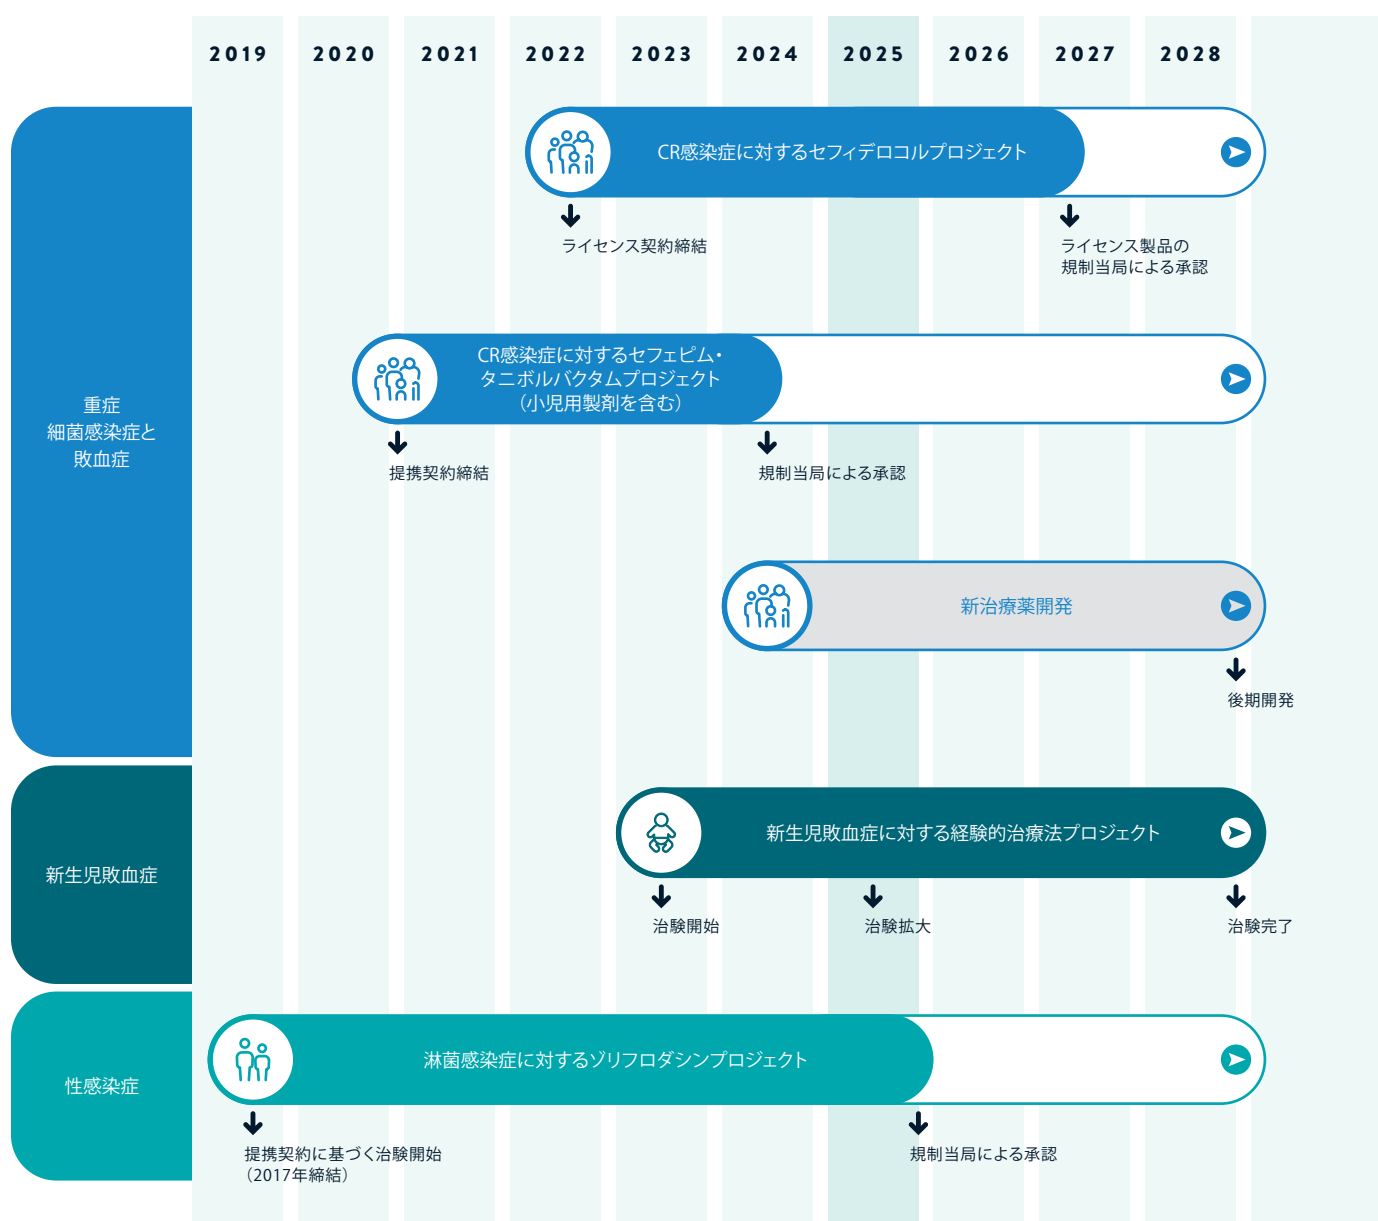 2019 2020 2021 2022 2023 2024 2025 2026 2027 2028
重症
細菌感染症と
敗血症
CR感染症に対するセフィデロコルプロジェクト
ライセンス契約締結
ライセンス製品の
規制当局による承認
CR感染症に対するセフェピム・
タニボルバクタムプロジェクト
（小児用製剤を含む）
提携契約締結
規制当局による承認
新治療薬開発
後期開発
新生児敗血症
新生児敗血症に対する経験的治療法プロジェクト
治験開始
治験拡大
治験完了
性感染症
淋菌感染症に対するゾリフロダシンプロジェクト
提携契約に基づく治験開始
（2017年締結）
規制当局による承認